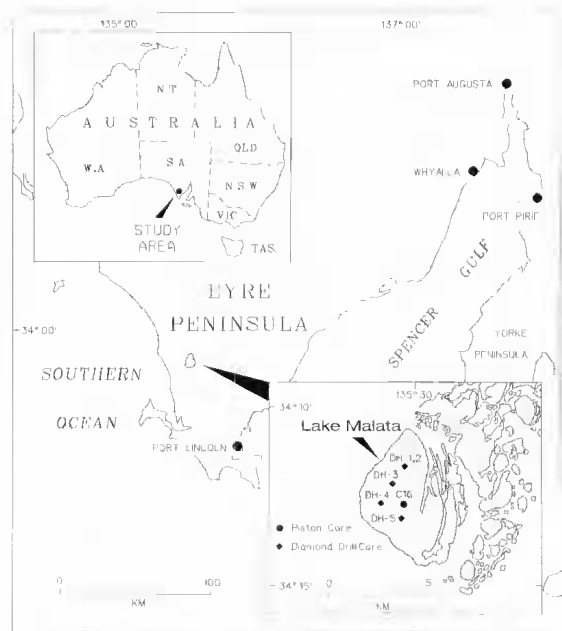 135°00
137°00
PORT AUGUSTA
NT
AUSTRALIA
QLD
W.A
SA
WHYALLA
NSW
VIC
PORT PIRIE
STUDY
AREA
TAS.
EYRE
PENINSULA
SPENCER GULF
34°00'
YORKE
PENINSULA
SOUTHERN
OCEAN
135°30
34°10
Lake Malata
PORT LINCOLN
DH-1,2
DH-3
DH-4 C16
DH-5
Piston Core
Diamond Drill Core
34°15'
0 100
KM
0 5
KM